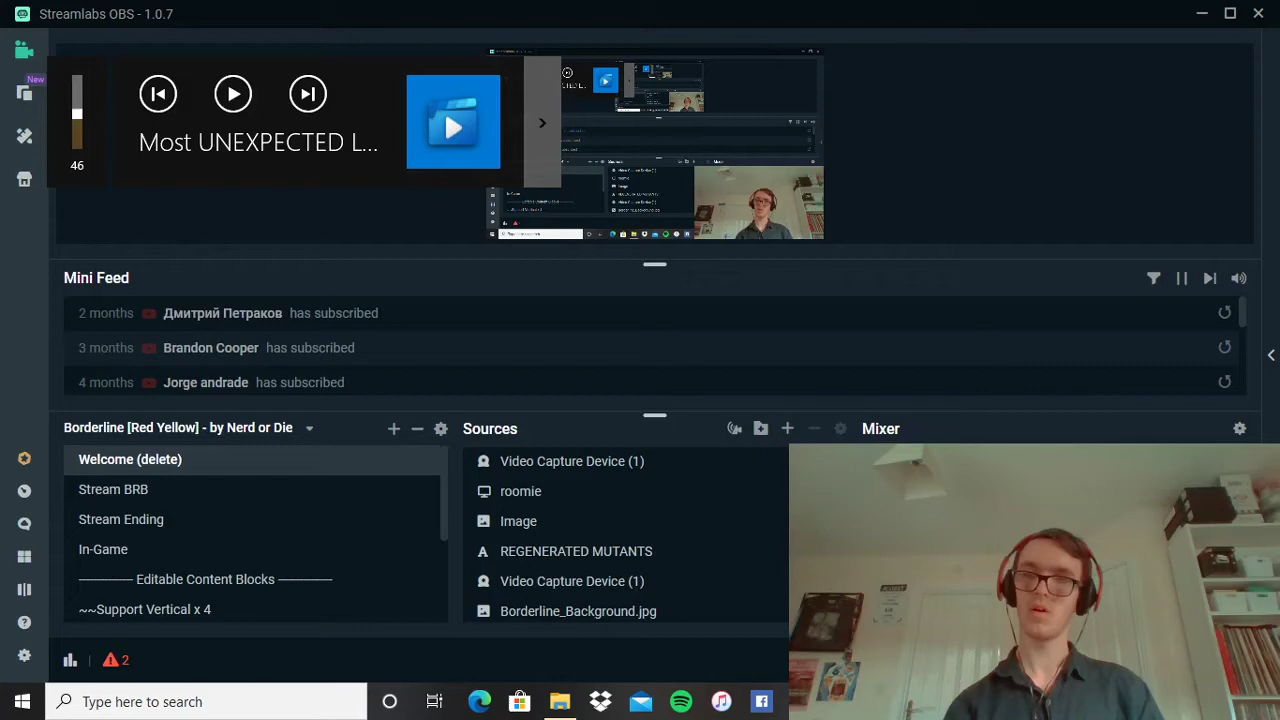 Streamlabs OBS - 1.0.7
New
Most UNEXPECTED L...
46
Mini Feed
2 months Дмитрий Петраков has subscribed
3 months Brandon Cooper has subscribed
4 months Jorge andrade has subscribed
Borderline [Red Yellow] - by Nerd or Die
Sources
Mixer
Welcome (delete)
Stream BRB
Stream Ending
In-Game
---------------- Editable Content Blocks ----------------
~~Support Vertical x 4
Video Capture Device (1)
roomie
Image
REGENERATED MUTANTS
Video Capture Device (1)
Borderline_Background.jpg
2
Type here to search